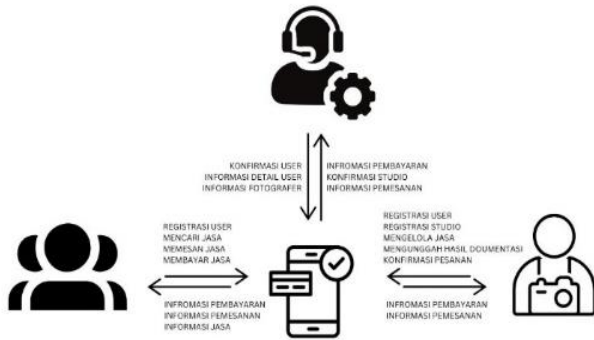 KONFIRMASI USER
INFORMASI DETAIL USER
INFORMASI FOTOGRAFER
INFROMASI PEMBAYARAN
KONFIRMASI STUDIO
INFORMASI PEMESANAN
REGISTRASI USER
MENCARI JASA
MEMESAN JASA
MEMBAYAR JASA
INFROMASI PEMBAYARAN
INFORMASI PEMESANAN
INFORMASI JASA
REGISTRASI USER
REGISTRASI STUDIO
MENGELOLA JASA
MENGUNGGAH HASIL DOUMENTASI
KONFIRMASI PESANAN
INFROMASI PEMBAYARAN
INFORMASI PEMESANAN